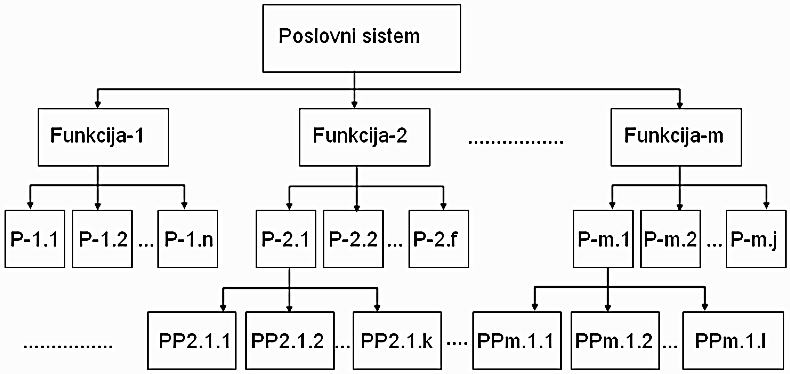 Poslovni sistem
Funkcija-1 Funkcija-2 ................. Funkcija-m
P-1.1 P-1.2 ... P-1.n P-2.1 P-2.2 ... P-2.f P-m.1 P-m.2 ... P-m.j
................ PP2.1.1 PP2.1.2 ... PP2.1.k .... PPm.1.1 PPm.1.2 ... PPm.1.l